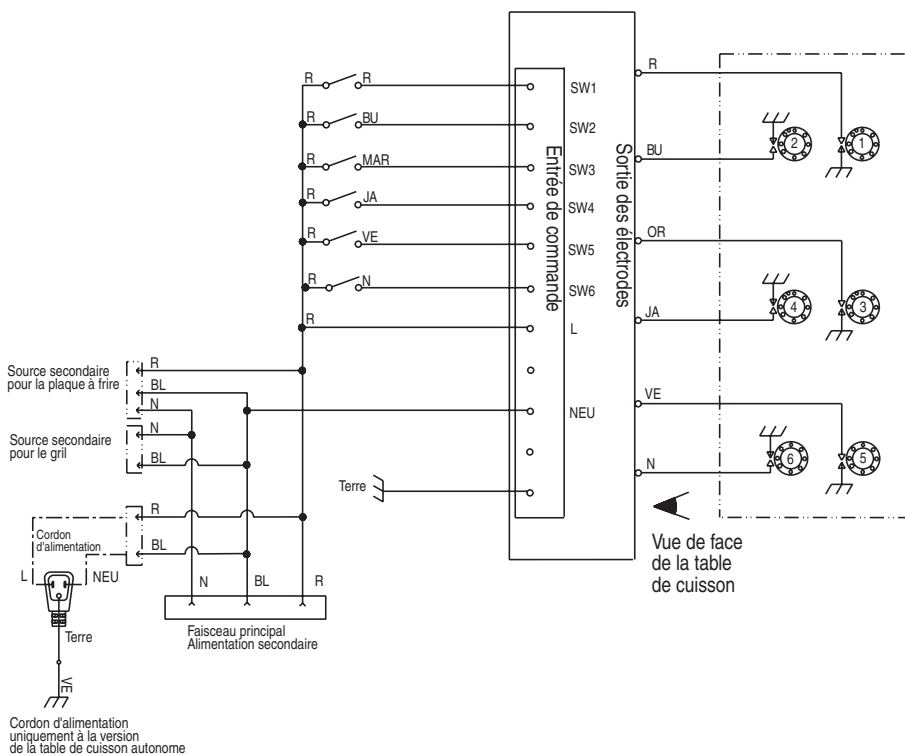 R R SW1
R BU SW2
R MAR SW3
R JA SW4
R VE SW5
R N SW6
R L
NEU
Entrée de commande
Sortie des électrodes
R
BU
OR
JA
VE
N
2 1
4 3
6 5
Vue de face
de la table
de cuisson
Terre
Source secondaire
pour la plaque à frire
R
BL
N
Source secondaire
pour le gril
N
BL
R
BL
Cordon
d'alimentation
L NEU
Terre
VE
N BL R
Faisceau principal
Alimentation secondaire
Cordon d'alimentation
uniquement à la version
de la table de cuisson autonome